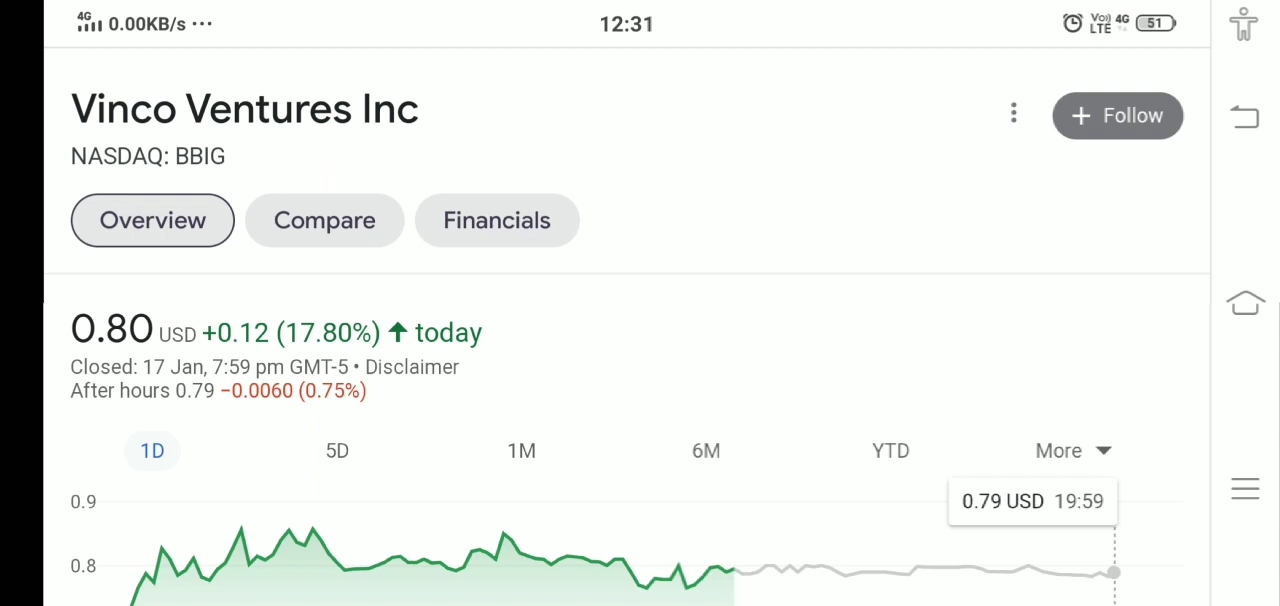 4G 0.00KB/s ··· 12:31 Vo)) LTE 4G 51
Vinco Ventures Inc
+ Follow
NASDAQ: BBIG
Overview Compare Financials
0.80 USD +0.12 (17.80%) ↑ today
Closed: 17 Jan, 7:59 pm GMT-5 • Disclaimer
After hours 0.79 −0.0060 (0.75%)
1D 5D 1M 6M YTD More
0.79 USD 19:59
0.9
0.8